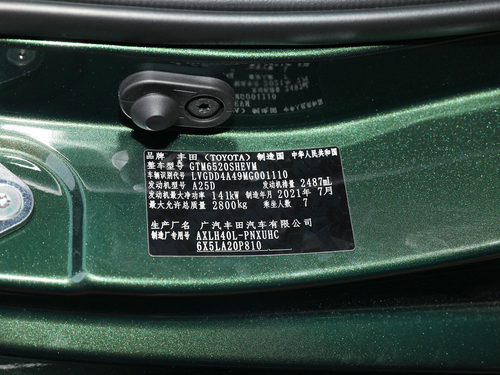 品牌 丰田(TOYOTA) 制造国 中华人民共和国
整车型号 GTM6520SHEVM
车辆识别代号 LVGDD4A49MG001110
发动机型号 A25D 发动机排量 2487mL
发动机最大净功率 141kW 制造年月 2021年7月
最大允许总质量 2800kg 乘坐人数 7
生产厂名 广汽丰田汽车有限公司
制造厂专用型号 AXLH40L-PNXUHC
6X5LA20P810